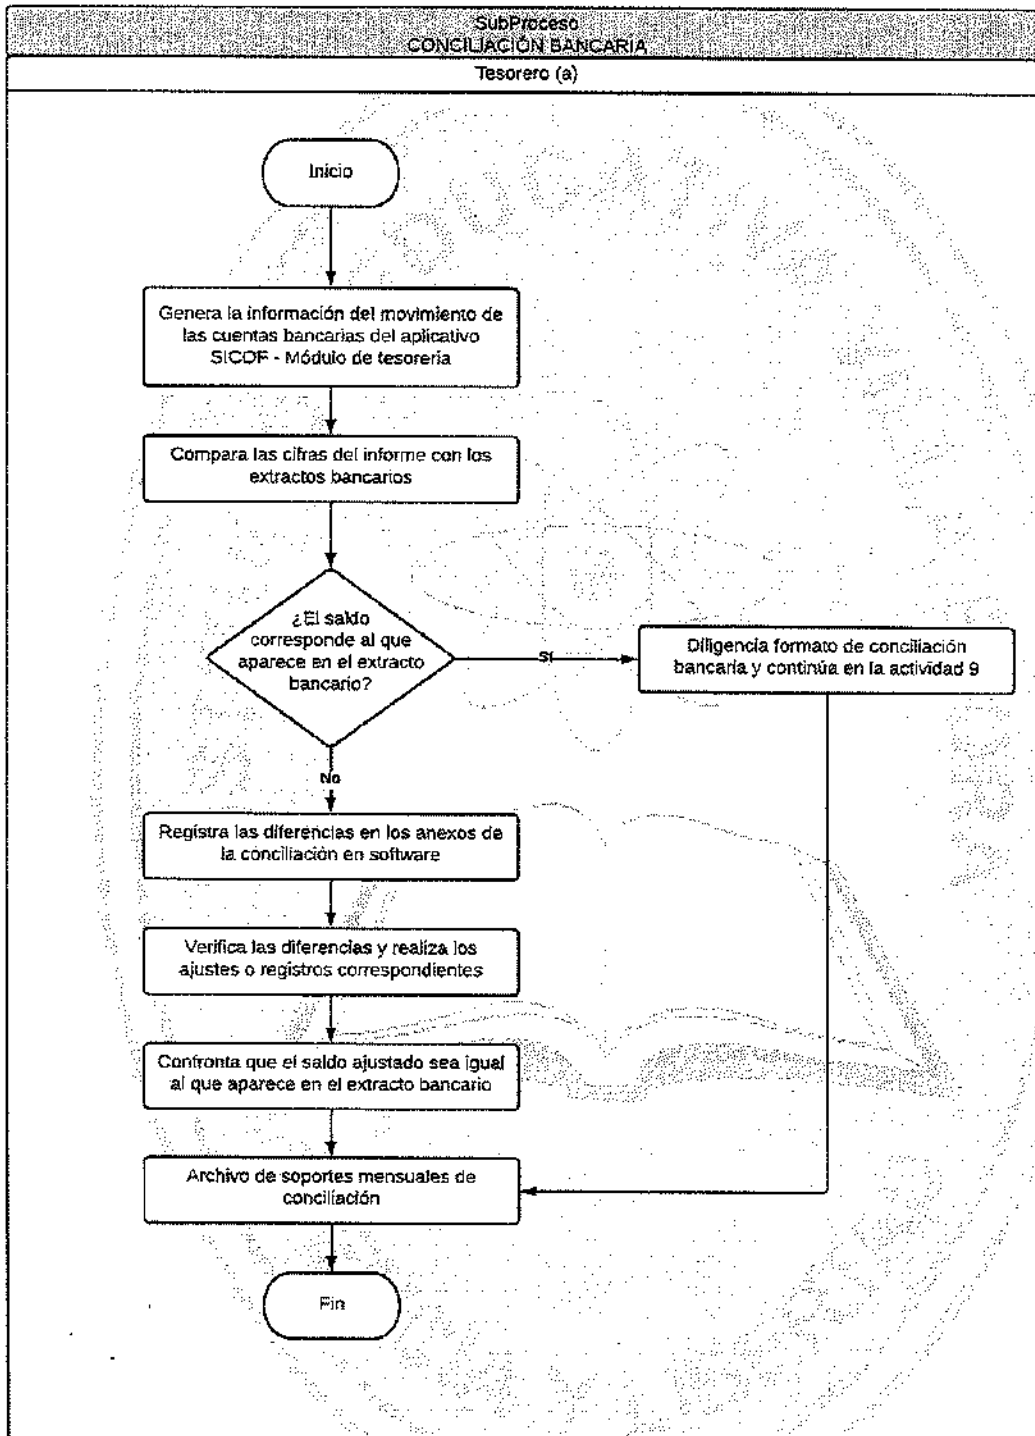 SubProceso
CONCILIACIÓN BANCARIA
Tesorero (a)
Inicio
Genera la información del movimiento de
las cuentas bancarias del aplicativo
SICOF - Módulo de tesorería
Compara las cifras del informe con los
extractos bancarios
¿El saldo
corresponde al que
aparece en el extracto
bancario?
Sí
Diligencia formato de conciliación
bancaria y continúa en la actividad 9
No
Registra las diferencias en los anexos de
la conciliación en software
Verifica las diferencias y realiza los
ajustes o registros correspondientes
Confronta que el saldo ajustado sea igual
al que aparece en el extracto bancario
Archivo de soportes mensuales de
conciliación
Fin